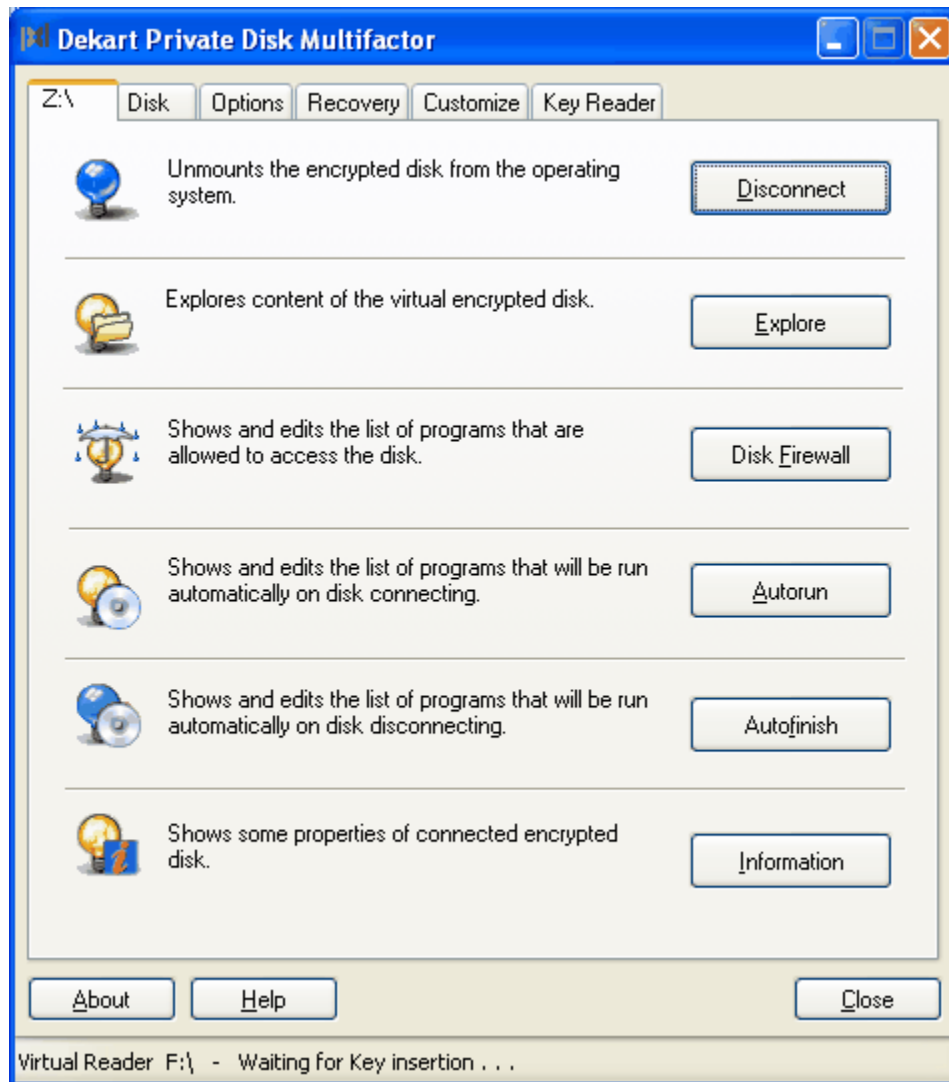 Dekart Private Disk Multifactor
Z:\ Disk Options Recovery Customize Key Reader
Unmounts the encrypted disk from the operating
system.
Disconnect
Explores content of the virtual encrypted disk.
Explore
Shows and edits the list of programs that are
allowed to access the disk.
Disk Firewall
Shows and edits the list of programs that will be run
automatically on disk connecting.
Autorun
Shows and edits the list of programs that will be run
automatically on disk disconnecting.
Autofinish
Shows some properties of connected encrypted
disk.
Information
About Help Close
Virtual Reader F:\ - Waiting for Key insertion . . .